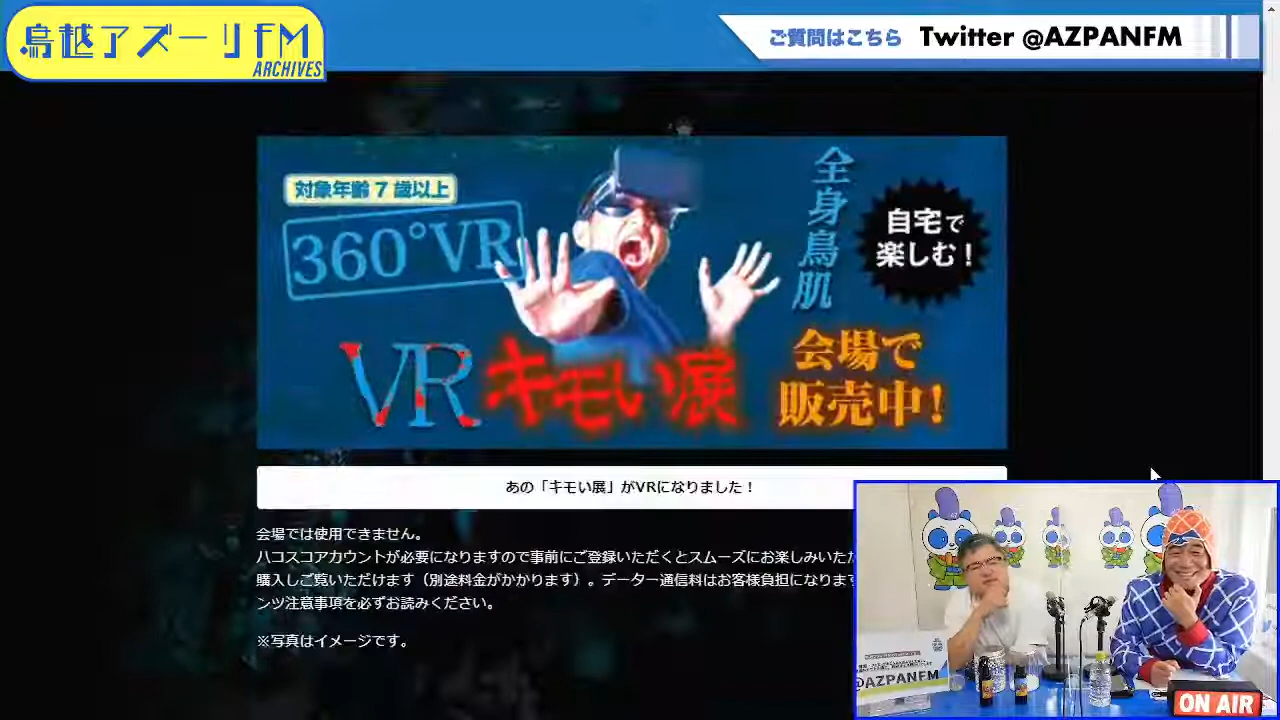 鳥越アズーリFM
ARCHIVES
ご質問はこちら Twitter @AZPANFM
対象年齢7歳以上
360°VR
全身鳥肌
自宅で
楽しむ!
VRキモい展
会場で
販売中!
あの「キモい展」がVRになりました!
会場では使用できません。
ハコスコアカウントが必要になりますので事前にご登録いただくとスムーズにお楽しみいただ
購入しご覧いただけます(別途料金がかかります)。データー通信料はお客様負担になります
ンツ注意事項を必ずお読みください。
※写真はイメージです。
@AZPANFM
ON AIR